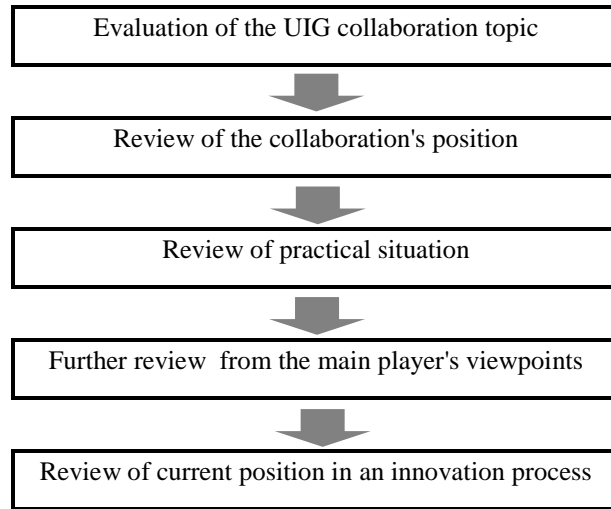 Evaluation of the UIG collaboration topic
Review of the collaboration's position
Review of practical situation
Further review from the main player's viewpoints
Review of current position in an innovation process